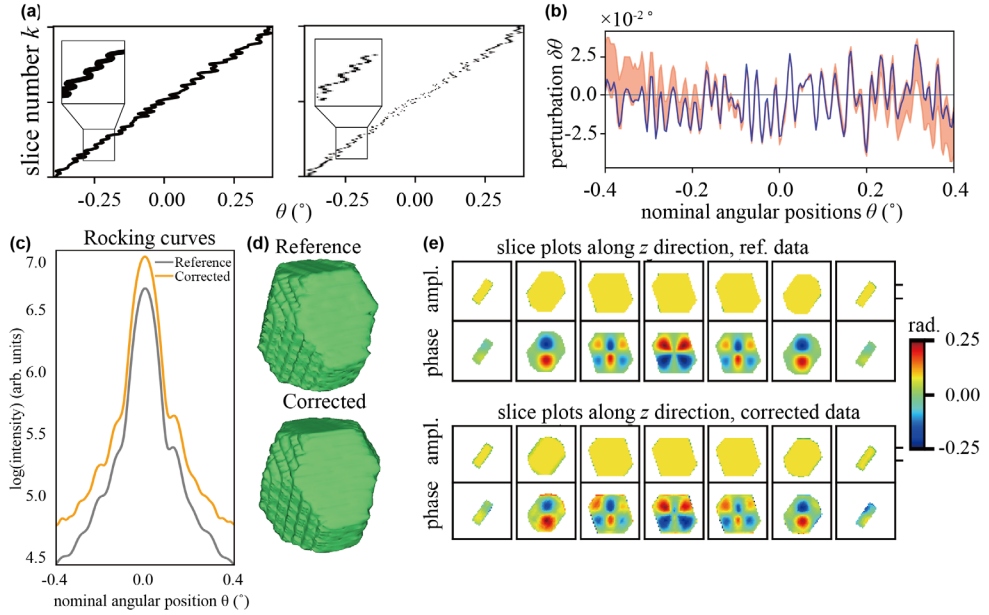 (a)
slice number k
-0.25 0.00 0.25
-0.25 0.00 0.25
θ (°)
(b)
×10⁻² °
perturbation δθ
2.5
0.0
-2.5
-0.4 -0.2 0.0 0.2 0.4
nominal angular positions θ (°)
(c)
Rocking curves
Reference
Corrected
log(intensity) (arb. units)
7.0
6.5
6.0
5.5
5.0
4.5
-0.4 0.0 0.4
nominal angular position θ (°)
(d)
Reference
Corrected
(e)
slice plots along z direction, ref. data
ampl.
phase
slice plots along z direction, corrected data
ampl.
phase
rad.
0.25
0.00
-0.25